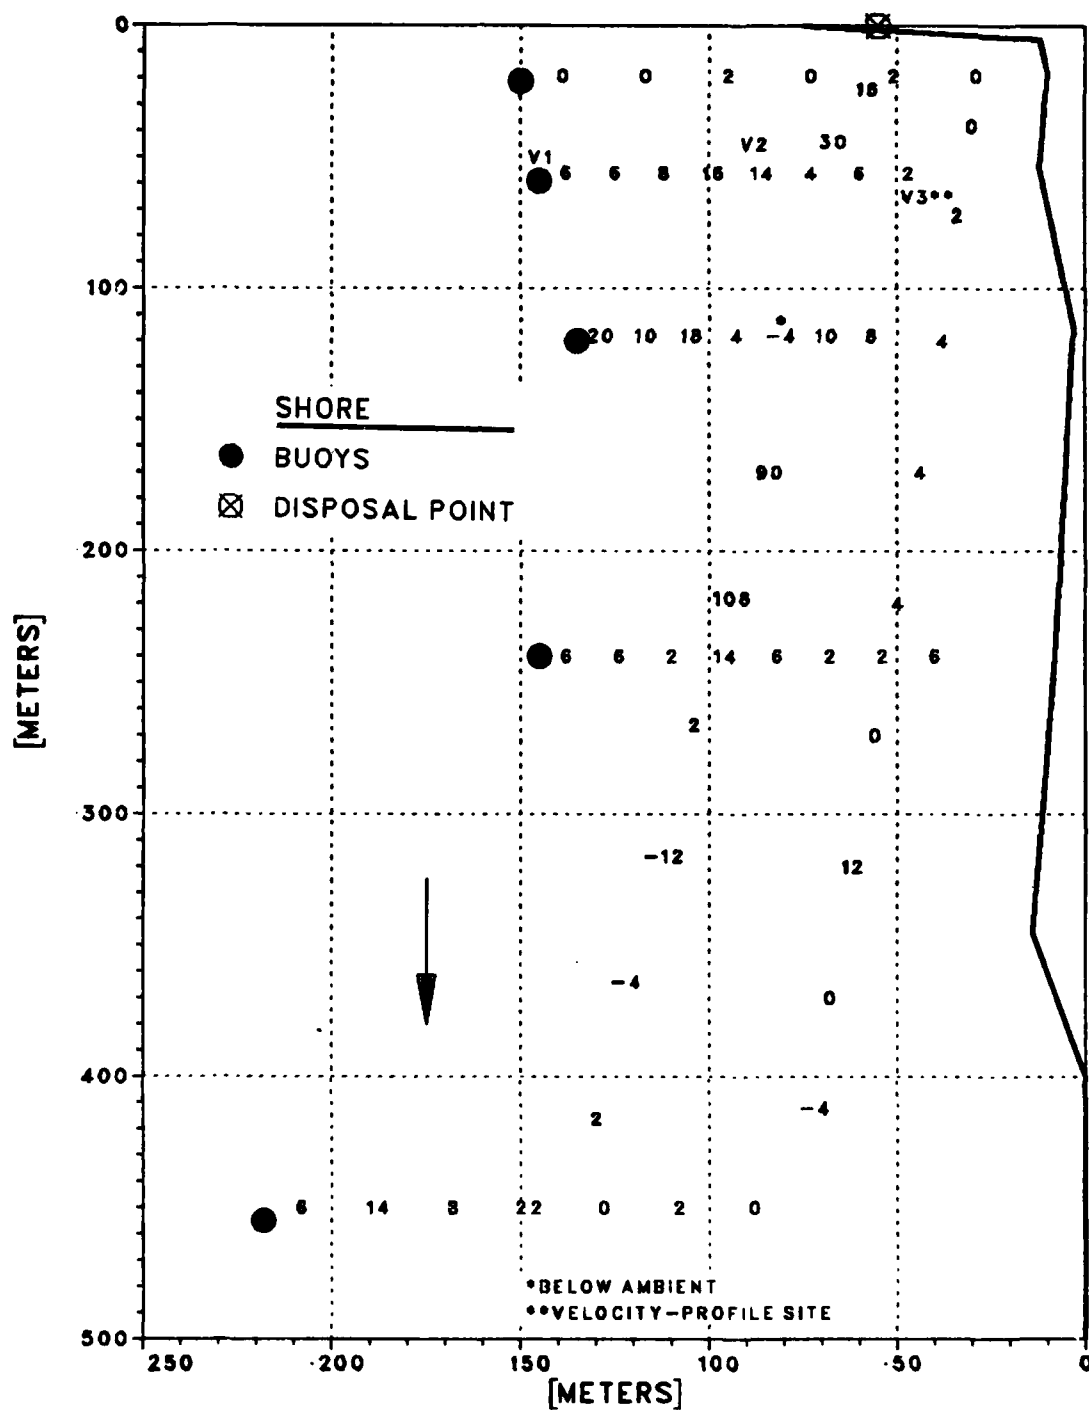 0
0 0 2 0 2 0
18
0
V2 30
V1
6 6 8 16 14 4 6 2
V3**
2
100
*
20 10 18 4 -4 10 8 4
SHORE
BUOYS
90 4
DISPOSAL POINT
200
108 4
6 6 2 14 6 2 2 6
[METERS]
2 0
300
-12 12
-4 0
400
2 -4
6 14 8 22 0 2 0
*BELOW AMBIENT
**VELOCITY-PROFILE SITE
500
250 200 150 100 50 0
[METERS]